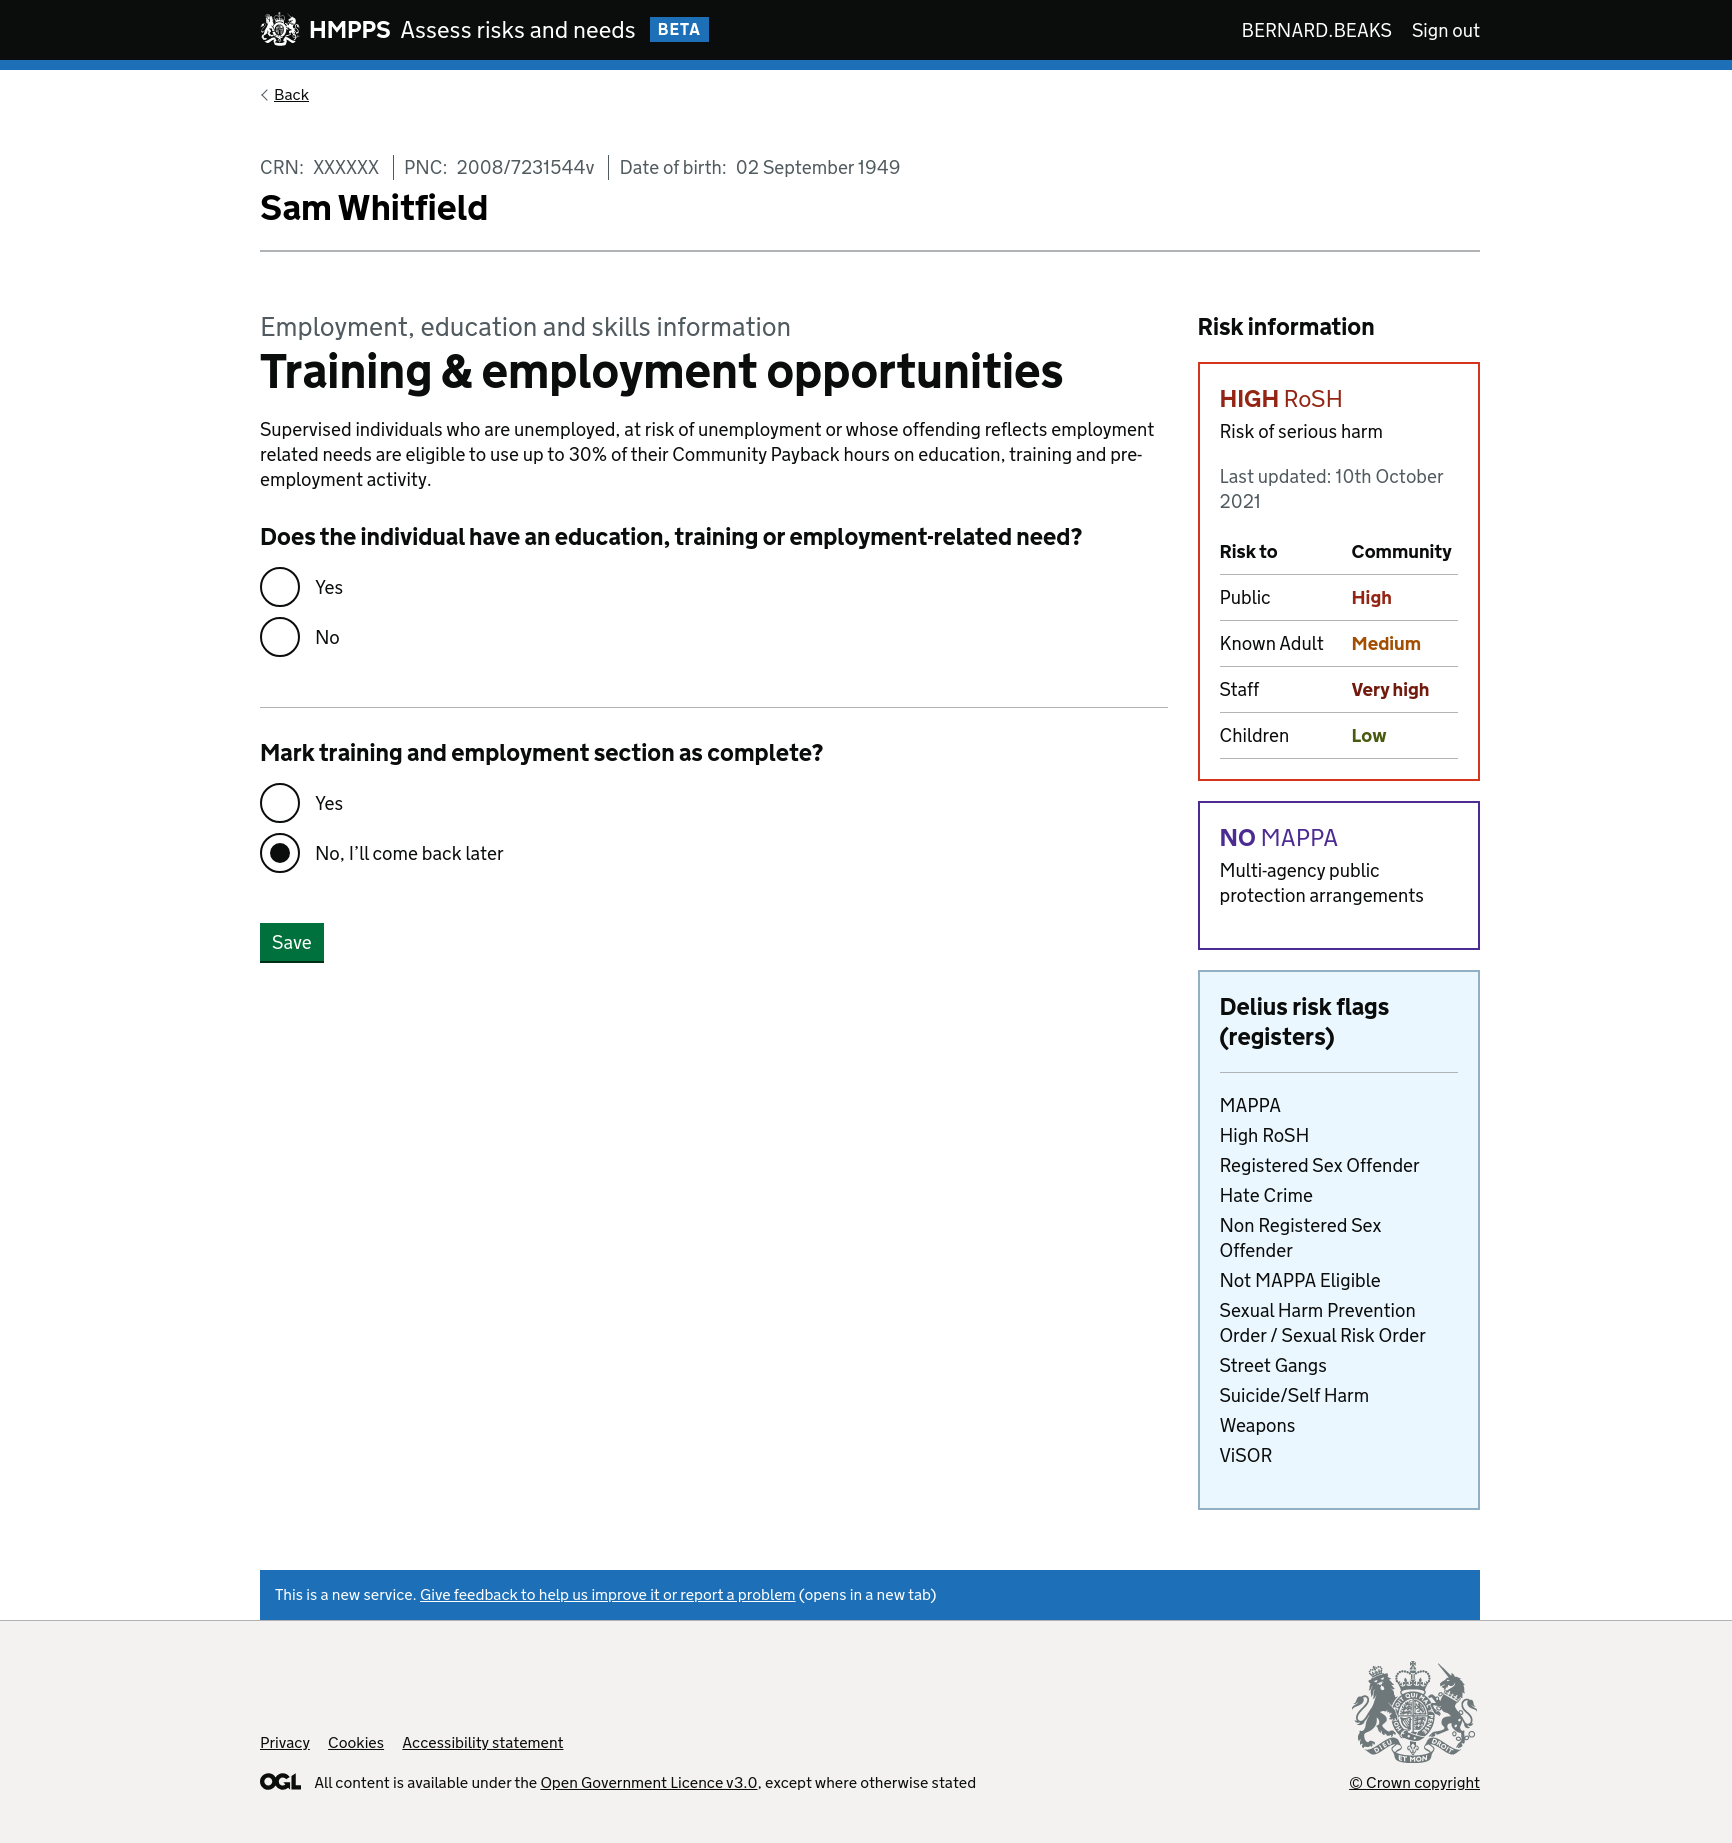 HMPPS Assess risks and needs BETA
BERNARD.BEAKS Sign out
Back
CRN: XXXXXX PNC: 2008/7231544v Date of birth: 02 September 1949
Sam Whitfield
Employment, education and skills information
Training & employment opportunities
Supervised individuals who are unemployed, at risk of unemployment or whose offending reflects employment
related needs are eligible to use up to 30% of their Community Payback hours on education, training and pre-
employment activity.
Does the individual have an education, training or employment-related need?
Yes
No
Mark training and employment section as complete?
Yes
No, I’ll come back later
Save
Risk information
HIGH RoSH
Risk of serious harm
Last updated: 10th October
2021
Risk to Community
Public High
Known Adult Medium
Staff Very high
Children Low
NO MAPPA
Multi-agency public
protection arrangements
Delius risk flags
(registers)
MAPPA
High RoSH
Registered Sex Offender
Hate Crime
Non Registered Sex
Offender
Not MAPPA Eligible
Sexual Harm Prevention
Order / Sexual Risk Order
Street Gangs
Suicide/Self Harm
Weapons
ViSOR
This is a new service. Give feedback to help us improve it or report a problem (opens in a new tab)
Privacy Cookies Accessibility statement
OGL All content is available under the Open Government Licence v3.0, except where otherwise stated
© Crown copyright